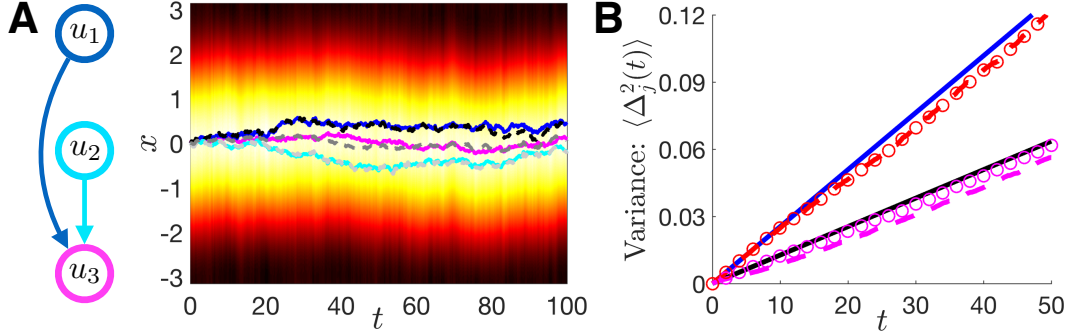 A
u₁
u₂
u₃
x
3
2
1
0
-1
-2
-3
0 20 40 60 80 100
t
B
Variance: ⟨Δ²ⱼ(t)⟩
0.12
0.09
0.06
0.03
0
0 10 20 30 40 50
t